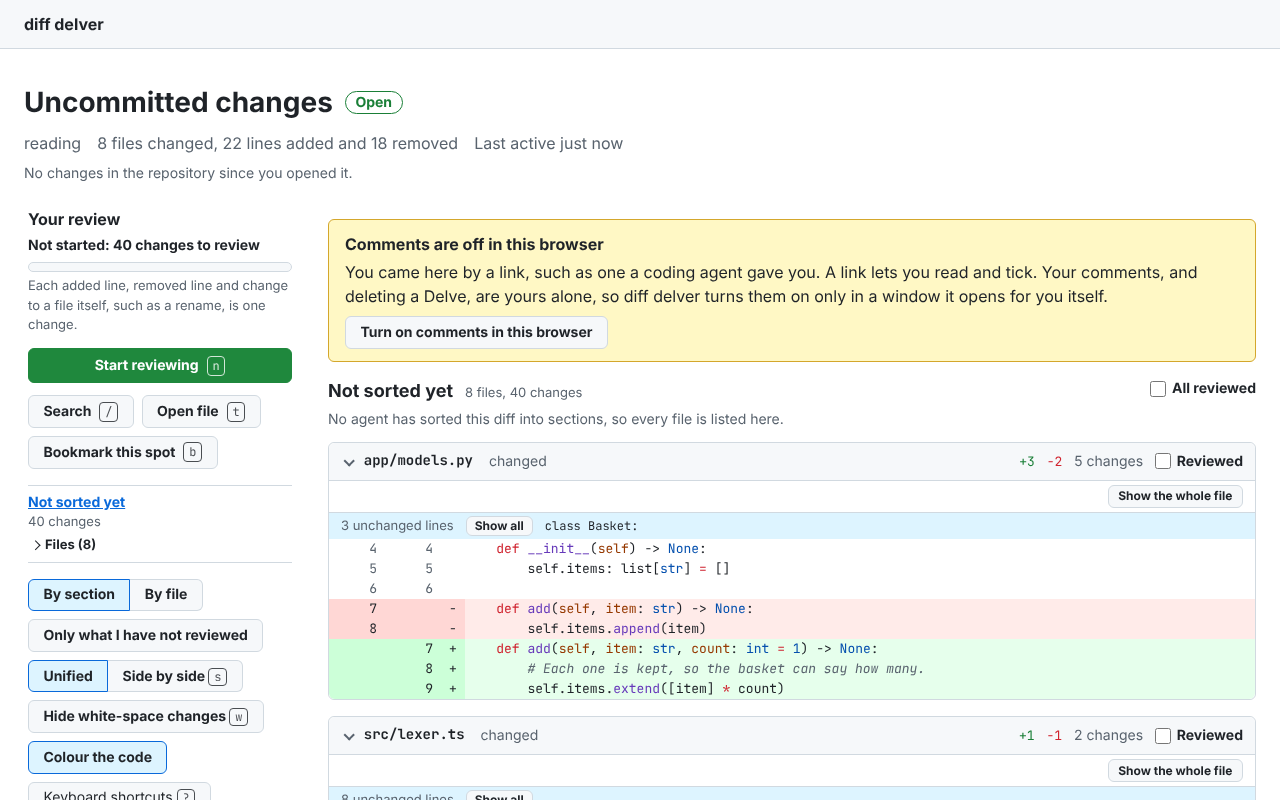 diff delver
Uncommitted changes Open
reading 8 files changed, 22 lines added and 18 removed Last active just now
No changes in the repository since you opened it.
Your review
Not started: 40 changes to review
Each added line, removed line and change
to a file itself, such as a rename, is one
change.
Start reviewing n
Search / Open file t
Bookmark this spot b
Not sorted yet
40 changes
Files (8)
By section By file
Only what I have not reviewed
Unified Side by side s
Hide white-space changes w
Colour the code
Keyboard shortcuts ?
Comments are off in this browser
You came here by a link, such as one a coding agent gave you. A link lets you read and tick. Your comments, and
deleting a Delve, are yours alone, so diff delver turns them on only in a window it opens for you itself.
Turn on comments in this browser
Not sorted yet 8 files, 40 changes All reviewed
No agent has sorted this diff into sections, so every file is listed here.
app/models.py changed +3 -2 5 changes Reviewed
Show the whole file
3 unchanged lines Show all class Basket:
4 4 def __init__(self) -> None:
5 5 self.items: list[str] = []
6 6
7 - def add(self, item: str) -> None:
8 - self.items.append(item)
7 + def add(self, item: str, count: int = 1) -> None:
8 + # Each one is kept, so the basket can say how many.
9 + self.items.extend([item] * count)
src/lexer.ts changed +1 -1 2 changes Reviewed
Show the whole file
8 unchanged lines Show all